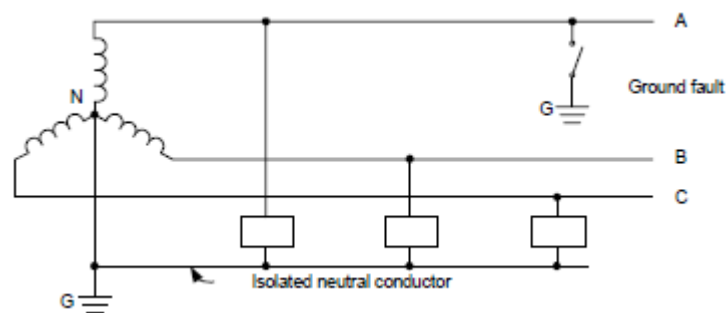 A
N
G
Ground fault
B
C
Isolated neutral conductor
G